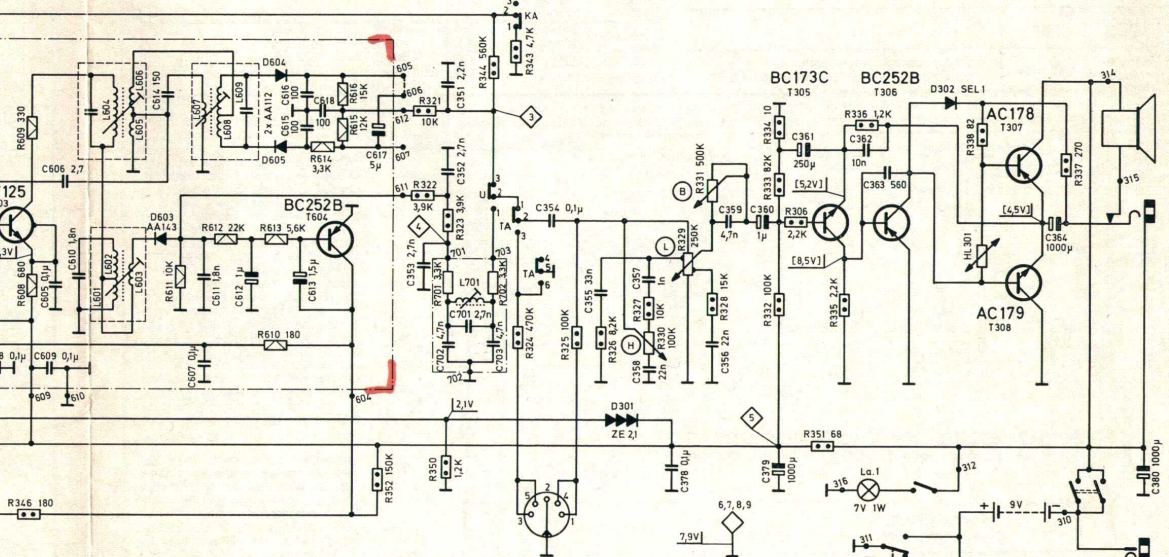 3
2
KA
1
R343 4,7K
R344 560K
314
D604
605
606
L606
L604
L605
C614 150
L607
L608
L609
2x AA112
C616 100
C615 100
C618 100
R616 15K
R615 12K
612
R321
10K
C351 2,2n
3
R609 330
D605
R614
3,3K
C617
5µ
607
C606 2,7
C352 2,7n
611
R322
3,9K
BC173C
T305
BC252B
T306
D302 SEL1
AC178
T307
R334 10
C361
250µ
R336 1,2K
C362
10n
R338 82
R337 270
R333 82K
C363 560
315
B
R331 500K
[5,2V]
[4,5V]
125
D603
AA143
R612 22K
R613 5,6K
BC252B
T604
R323 3,9K
4
U
3
2
1
1
2
TA
3
C354 0,1µ
C359
4,7n
C360
1µ
R306
2,2K
[8,5V]
C364
1000µ
HL 301
R608 680
C605 0,1µ
C610 1,8n
L601
L602
L603
R611 10K
C611 1,8n
C612 1µ
C613 1,5µ
C353 2,7n
701
703
R701 3,3K
L701
R702 3,3K
C701 2,7n
C702 4,7n
C703 4,7n
702
TA
4
5
6
L
R329 250K
C355 33n
C357
1n
R327
10K
R326 8,2K
H
R330 100K
C358
22n
R328 15K
C356 22n
R332 100K
R335 2,2K
AC179
T308
R610 180
R324 470K
R325 100K
8 0,1µ
C609 0,1µ
C607 0,1µ
609
610
604
2,1V
D301
ZE 2,1
5
R351 68
R352 150K
R350 1,2K
C378 0,1µ
C379
1000µ
316
La.1
7V 1W
312
C380 1000µ
R346 180
5
2
4
3
1
6,7,8,9
7,9V
+
9V
-
310
311